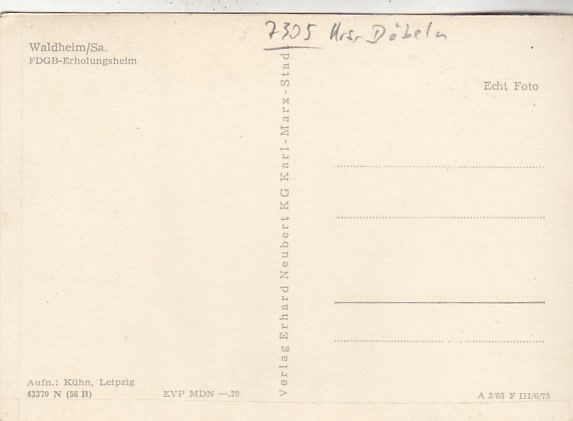 7305 Krsr Döbeln
Waldheim/Sa.
FDGB-Erholungsheim
Echt Foto
Verlag Erhard Neubert KG Karl-Marx-Stadt
Aufn.: Kühn, Leipzig
43370 N (56 B)
EVP MDN —,20
A 3/65 F III/6/73